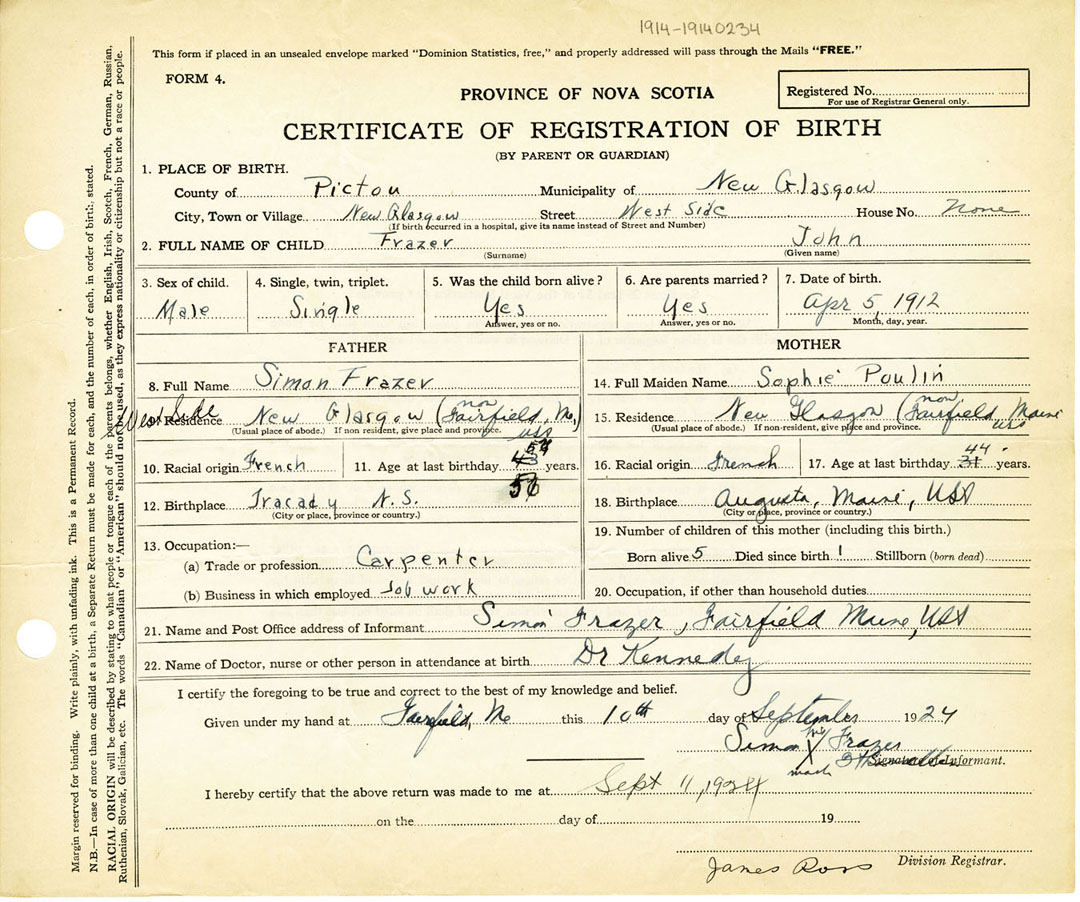 1914-19140234
This form if placed in an unsealed envelope marked "Dominion Statistics, free," and properly addressed will pass through the Mails "FREE."
FORM 4.
PROVINCE OF NOVA SCOTIA
Registered No.
For use of Registrar General only.
CERTIFICATE OF REGISTRATION OF BIRTH
(BY PARENT OR GUARDIAN)
1. PLACE OF BIRTH.
County of Pictou Municipality of New Glasgow
City, Town or Village New Glasgow Street West Side House No. None
(If birth occurred in a hospital, give its name instead of Street and Number)
2. FULL NAME OF CHILD Frazer John
(Surname) (Given name)
3. Sex of child. 4. Single, twin, triplet. 5. Was the child born alive? 6. Are parents married? 7. Date of birth.
Male Single Yes Yes Apr 5, 1912
Answer, yes or no. Answer, yes or no. Month, day, year.
FATHER MOTHER
8. Full Name Simon Frazer
14. Full Maiden Name Sophie Poulin
West Side
Residence New Glasgow (now Fairfield, Me, USA)
(Usual place of abode.) If non resident, give place and province.
15. Residence New Glasgow (now Fairfield, Maine USA
(Usual place of abode.) If non-resident, give place and province.
10. Racial origin French 11. Age at last birthday 43 56 years.
56
16. Racial origin French 17. Age at last birthday 31 44 years.
12. Birthplace Tracady N.S.
(City or place, province or country.)
18. Birthplace Augusta, Maine, USA
(City or place, province or country.)
13. Occupation:—
(a) Trade or profession Carpenter
(b) Business in which employed Job work
19. Number of children of this mother (including this birth.)
Born alive 5 Died since birth 1 Stillborn (born dead)
20. Occupation, if other than household duties
21. Name and Post Office address of Informant Simon Frazer, Fairfield Maine, USA
22. Name of Doctor, nurse or other person in attendance at birth Dr Kennedy
I certify the foregoing to be true and correct to the best of my knowledge and belief.
Given under my hand at Fairfield, Me this 10th day of September 1924
Simon X Frazer
mark
Signature of Informant.
I hereby certify that the above return was made to me at Sept 11, 1924
on the day of 19
James Ross Division Registrar.
Margin reserved for binding. Write plainly, with unfading ink. This is a Permanent Record.
N.B.—In case of more than one child at a birth, a Separate Return must be made for each, and the number of each, in order of birth, stated.
RACIAL ORIGIN will be described by stating to what people or tongue each of the parents belongs, whether English, Irish, Scotch, French, German, Russian,
Ruthenian, Slovak, Galician, etc. The words "Canadian" or "American" should not be used, as they express nationality or citizenship but not a race or people.